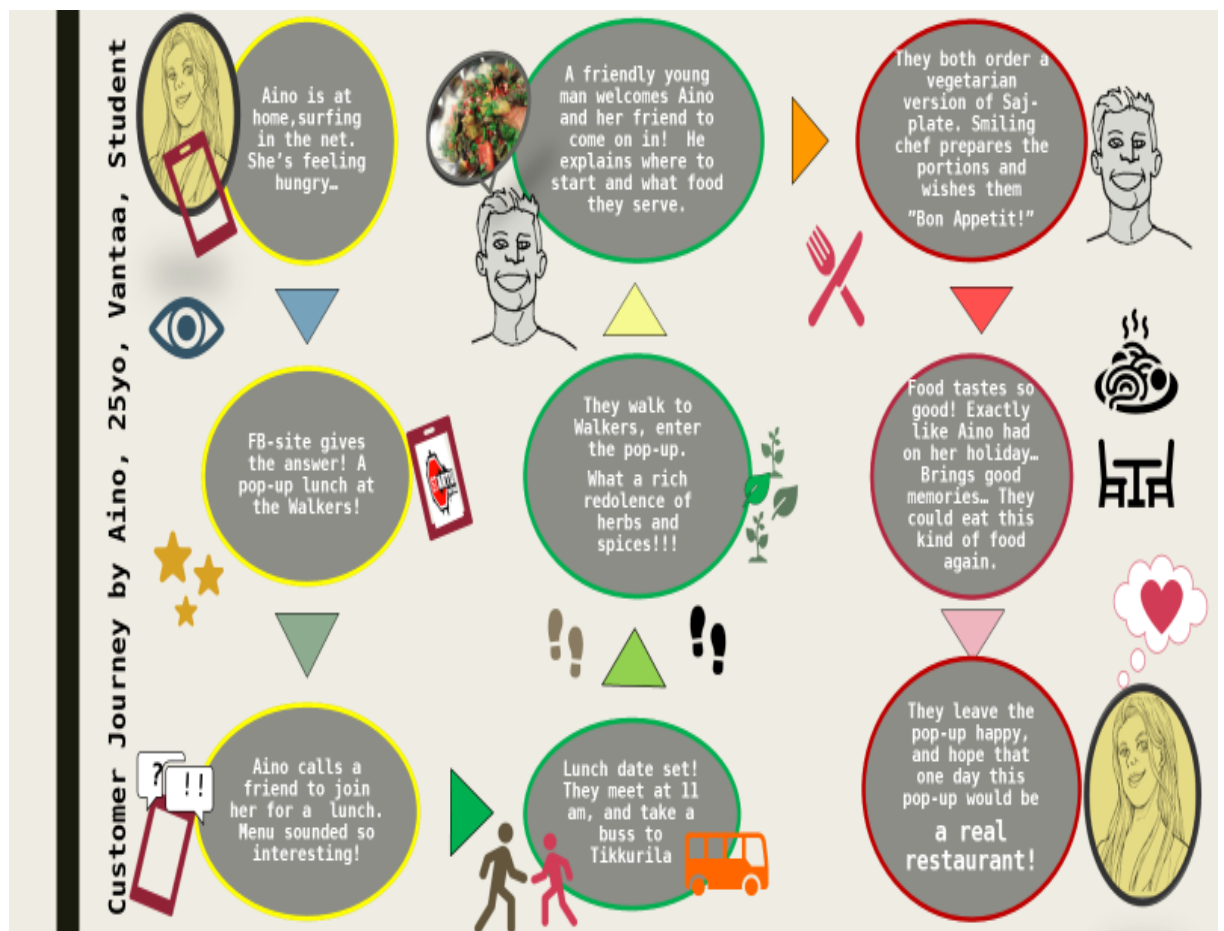 Customer Journey by Aino, 25yo, Vantaa, Student
Aino is at
home,surfing
in the net.
She's feeling
hungry…
FB-site gives
the answer! A
pop-up lunch at
the Walkers!
?
!!
Aino calls a
friend to join
her for a lunch.
Menu sounded so
interesting!
Lunch date set!
They meet at 11
am, and take a
buss to
Tikkurila
They walk to
Walkers, enter
the pop-up.
What a rich
redolence of
herbs and
spices!!!
A friendly young
man welcomes Aino
and her friend to
come on in! He
explains where to
start and what food
they serve.
They both order a
vegetarian
version of Saj-
plate. Smiling
chef prepares the
portions and
wishes them
”Bon Appetit!”
Food tastes so
good! Exactly
like Aino had
on her holiday…
Brings good
memories… They
could eat this
kind of food
again.
They leave the
pop-up happy,
and hope that
one day this
pop-up would be
a real
restaurant!